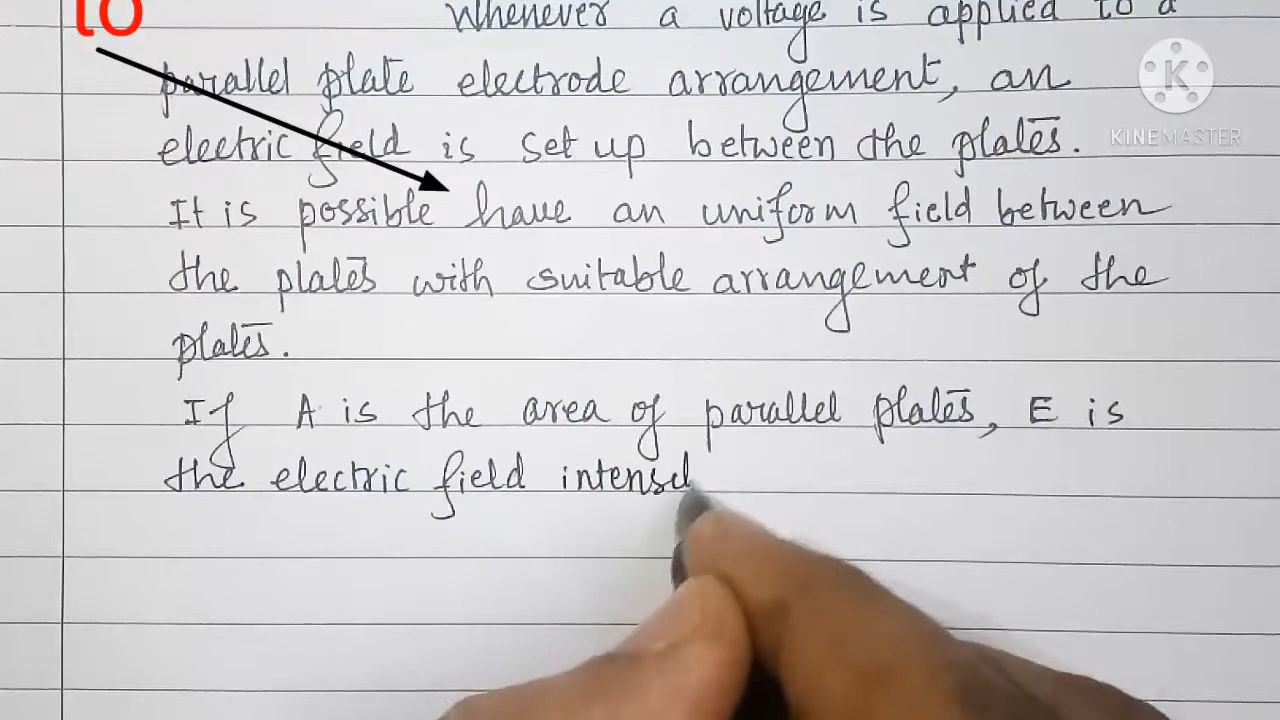 to
Whenever a voltage is applied to a
parallel plate electrode arrangement, an
electric field is set up between the plates.
It is possible have an uniform field between
the plates with suitable arrangement of the
plates.
If A is the area of parallel plates, E is
the electric field
K
KINEMASTER